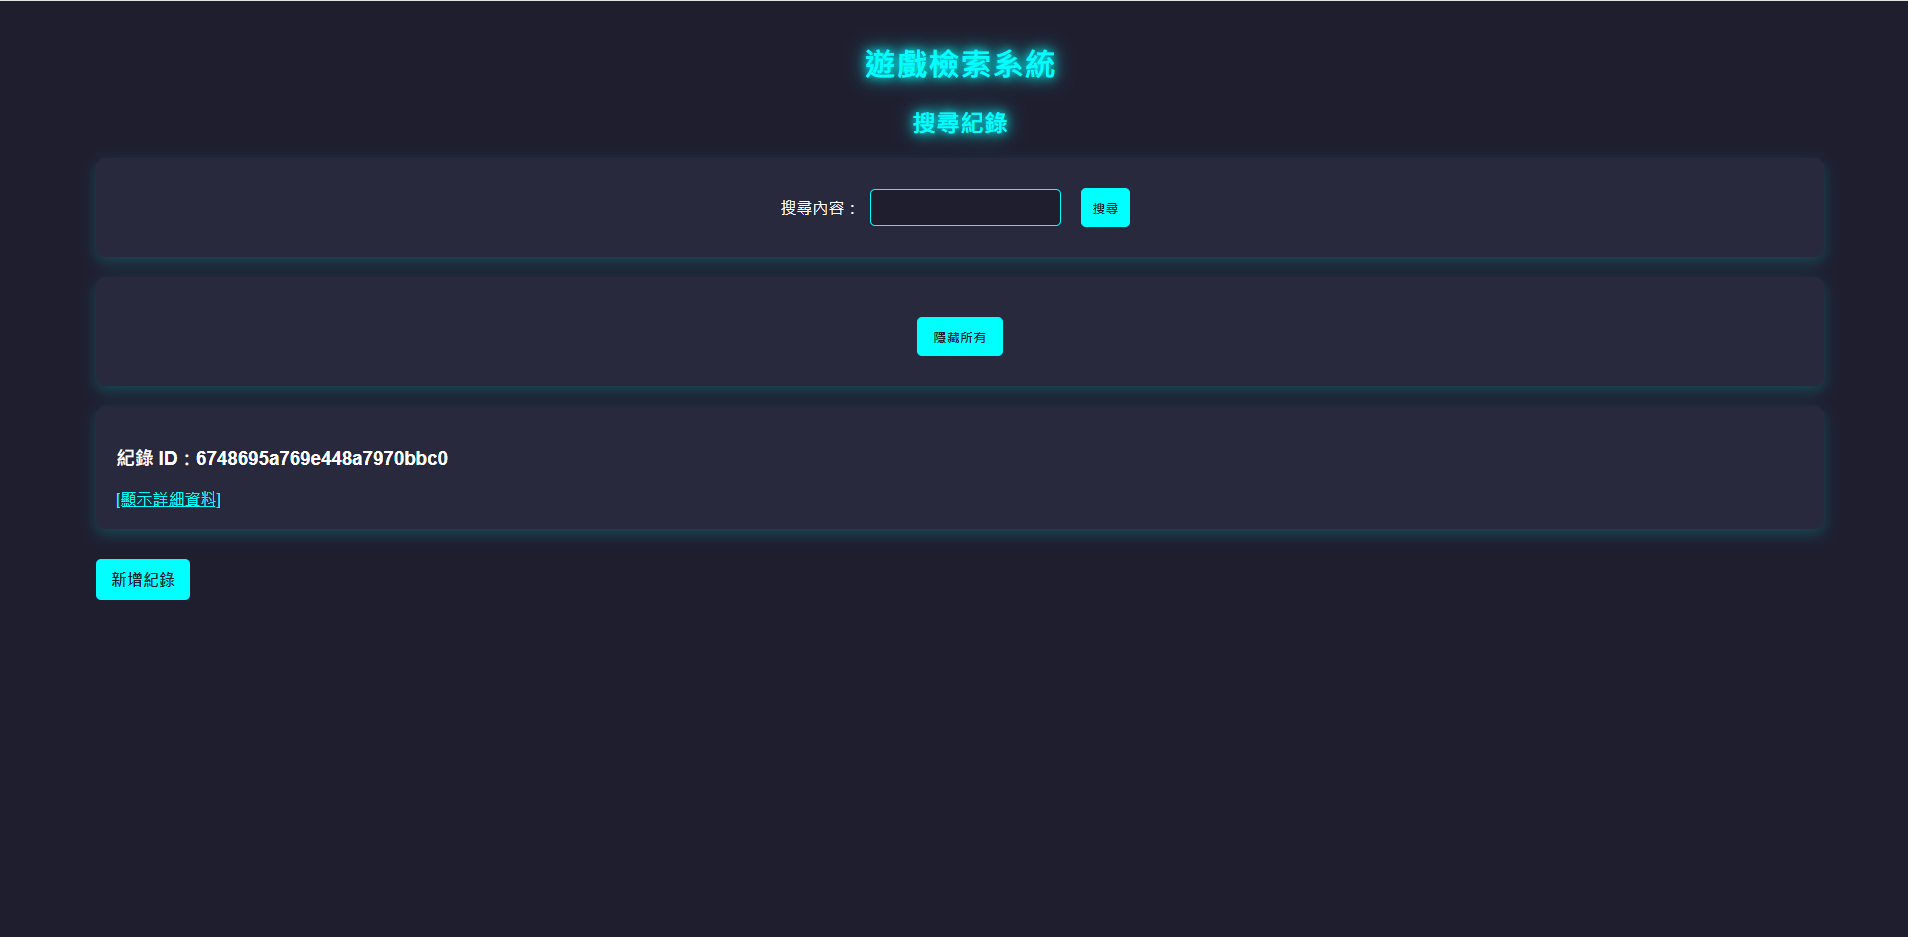 遊戲檢索系統
搜尋紀錄
搜尋內容： 搜尋
隱藏所有
紀錄 ID：6748695a769e448a7970bbc0
[顯示詳細資料]
新增紀錄